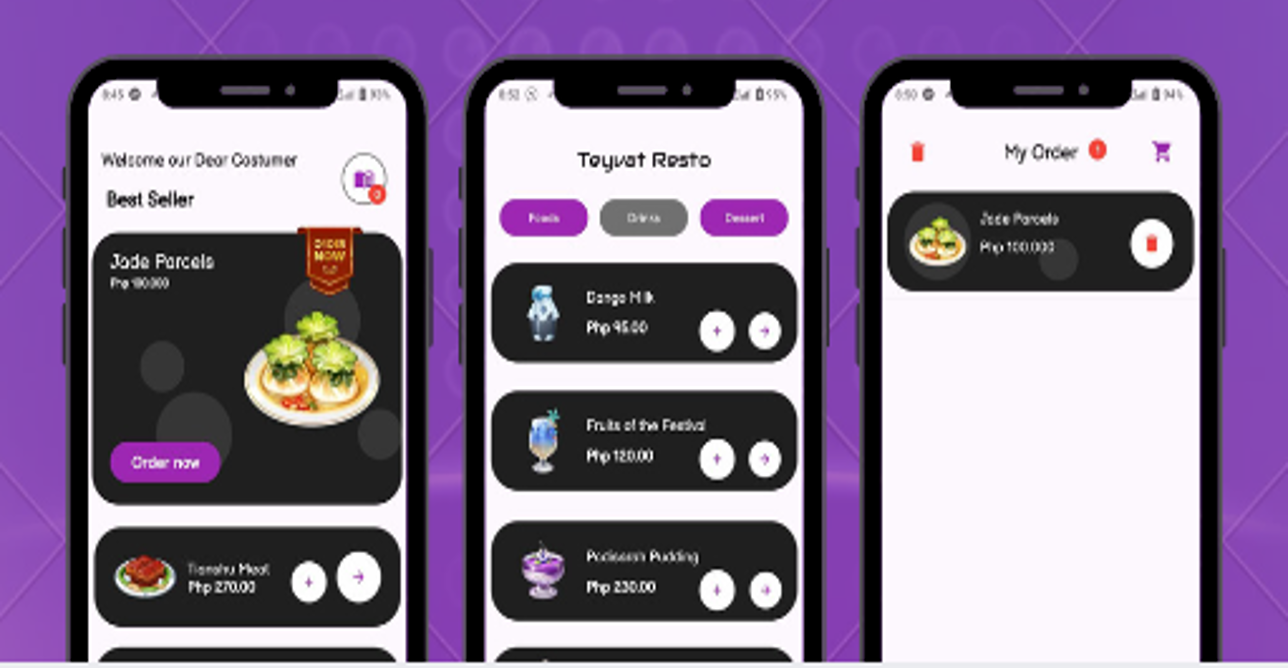 8:45
93%
Welcome our Dear Costumer
Best Seller
0
Jade Parcels
Php 100.000
ORDER
NOW
Order now
Tianshu Meat
Php 270.00
8:52
95%
Teyvat Resto
Foods
Drinks
Dessert
Dango Milk
Php 95.00
Fruits of the Festival
Php 120.00
Padisarah Pudding
Php 230.00
8:50
94%
My Order
1
Jade Parcels
Php 100.000